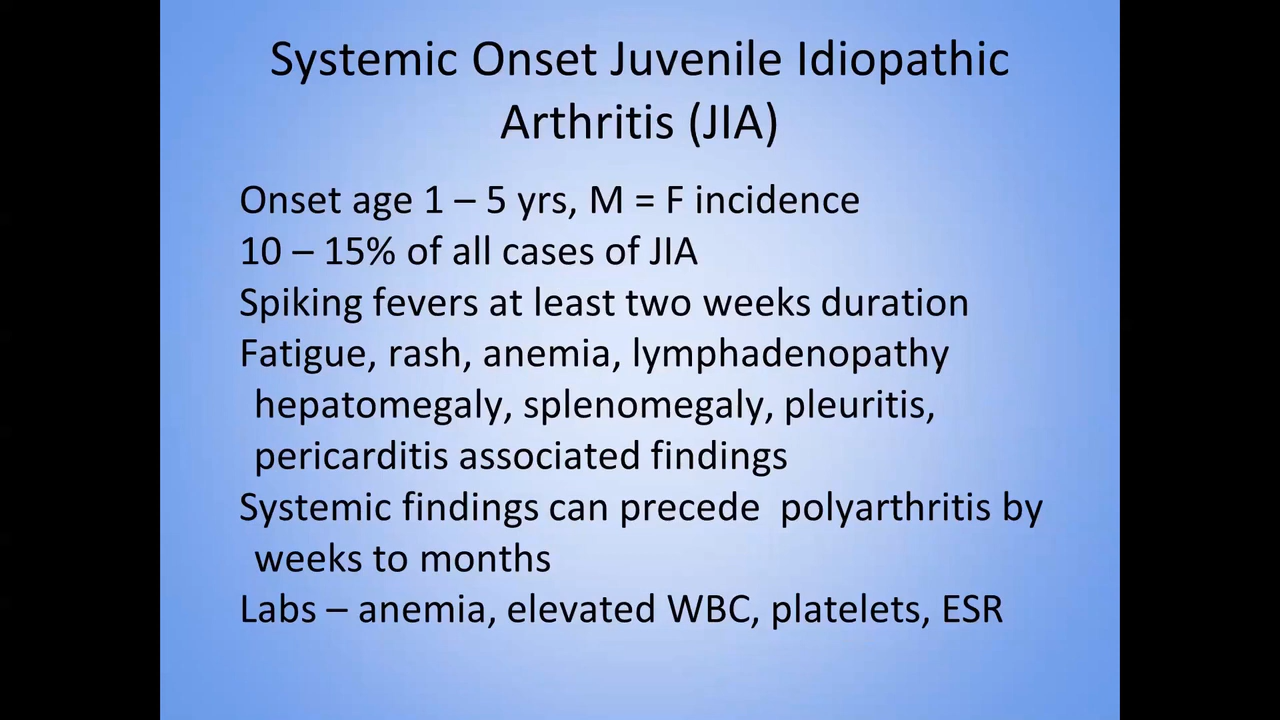 Systemic Onset Juvenile Idiopathic
Arthritis (JIA)
Onset age 1 – 5 yrs, M = F incidence
10 – 15% of all cases of JIA
Spiking fevers at least two weeks duration
Fatigue, rash, anemia, lymphadenopathy
hepatomegaly, splenomegaly, pleuritis,
pericarditis associated findings
Systemic findings can precede  polyarthritis by
weeks to months
Labs – anemia, elevated WBC, platelets, ESR